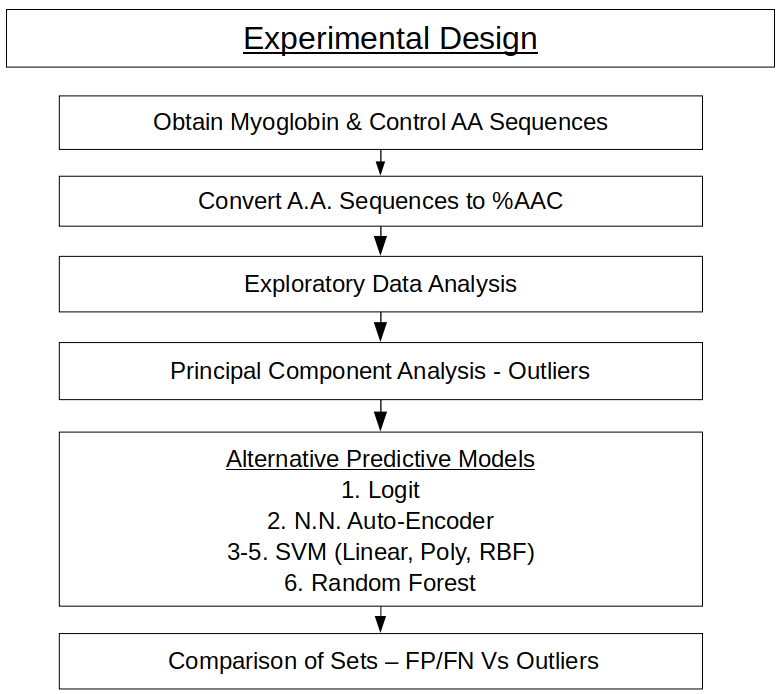 Experimental Design
Obtain Myoglobin & Control AA Sequences
Convert A.A. Sequences to %AAC
Exploratory Data Analysis
Principal Component Analysis - Outliers
Alternative Predictive Models
1. Logit
2. N.N. Auto-Encoder
3-5. SVM (Linear, Poly, RBF)
6. Random Forest
Comparison of Sets – FP/FN Vs Outliers